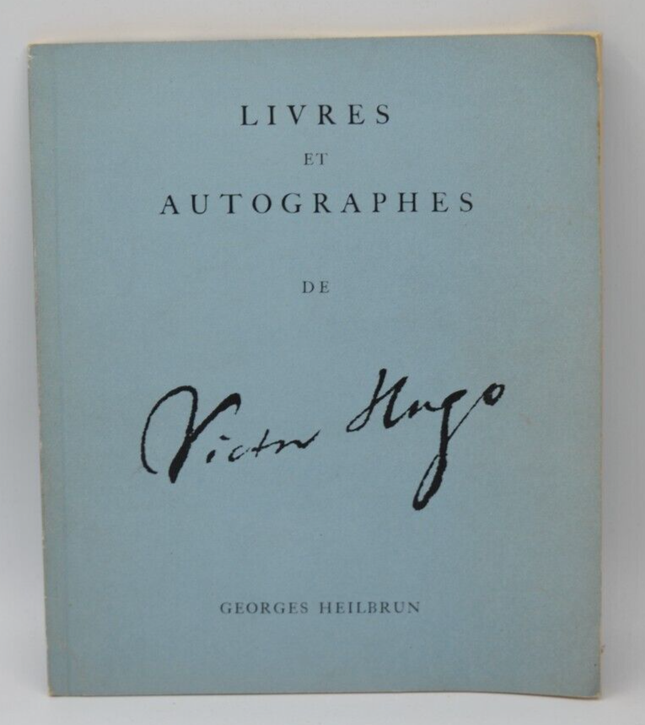 LIVRES
ET
AUTOGRAPHES
DE
Victor Hugo
GEORGES HEILBRUN